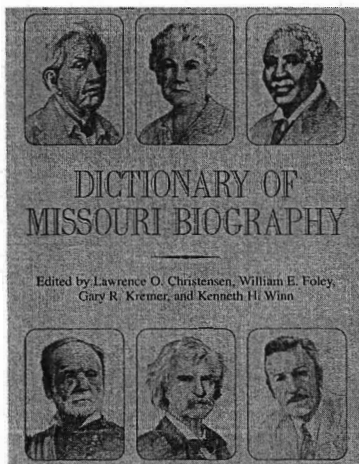 DICTIONARY OF
MISSOURI BIOGRAPHY
Edited by Lawrence O. Christensen, William E. Foley,
Gary R. Kremer, and Kenneth H. Winn